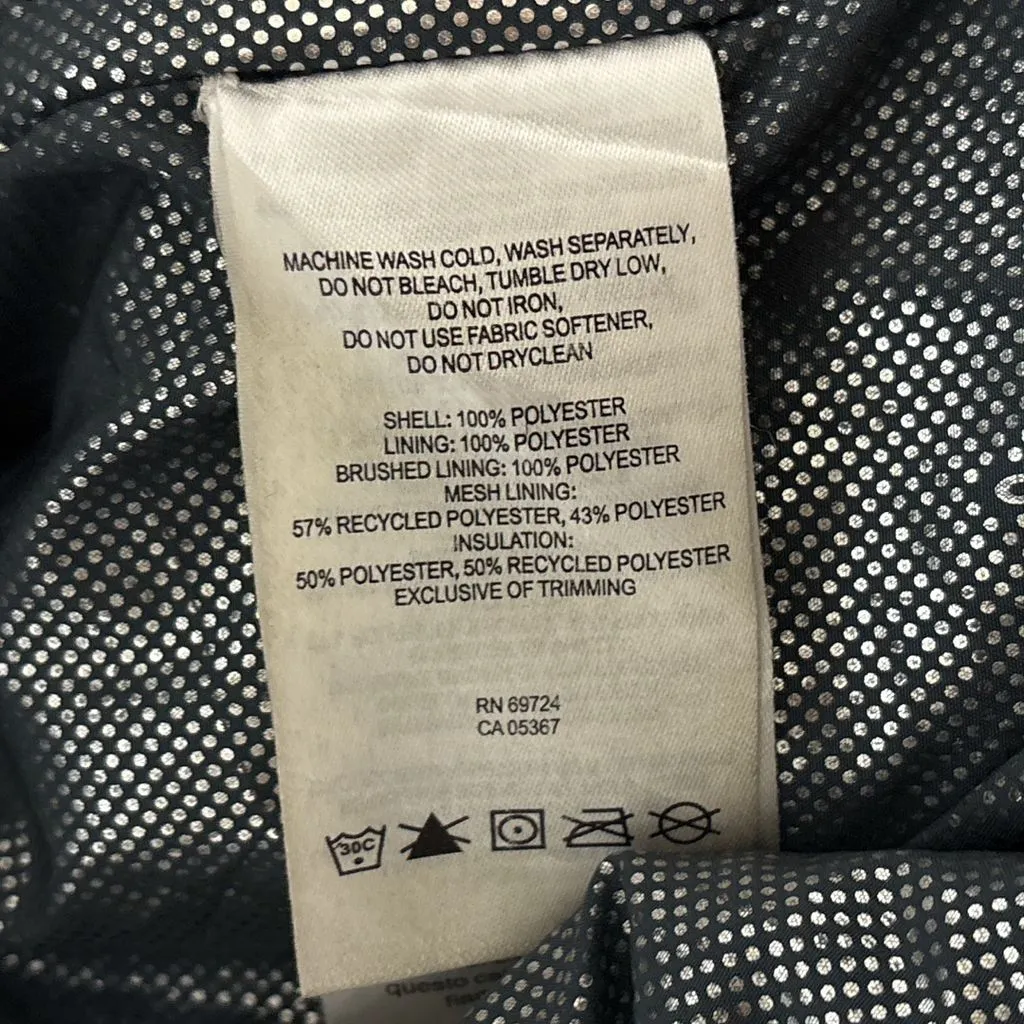 MACHINE WASH COLD, WASH SEPARATELY,
DO NOT BLEACH, TUMBLE DRY LOW,
DO NOT IRON,
DO NOT USE FABRIC SOFTENER,
DO NOT DRYCLEAN
SHELL: 100% POLYESTER
LINING: 100% POLYESTER
BRUSHED LINING: 100% POLYESTER
MESH LINING:
57% RECYCLED POLYESTER, 43% POLYESTER
INSULATION:
50% POLYESTER, 50% RECYCLED POLYESTER
EXCLUSIVE OF TRIMMING
RN 69724
CA 05367
30C
questo